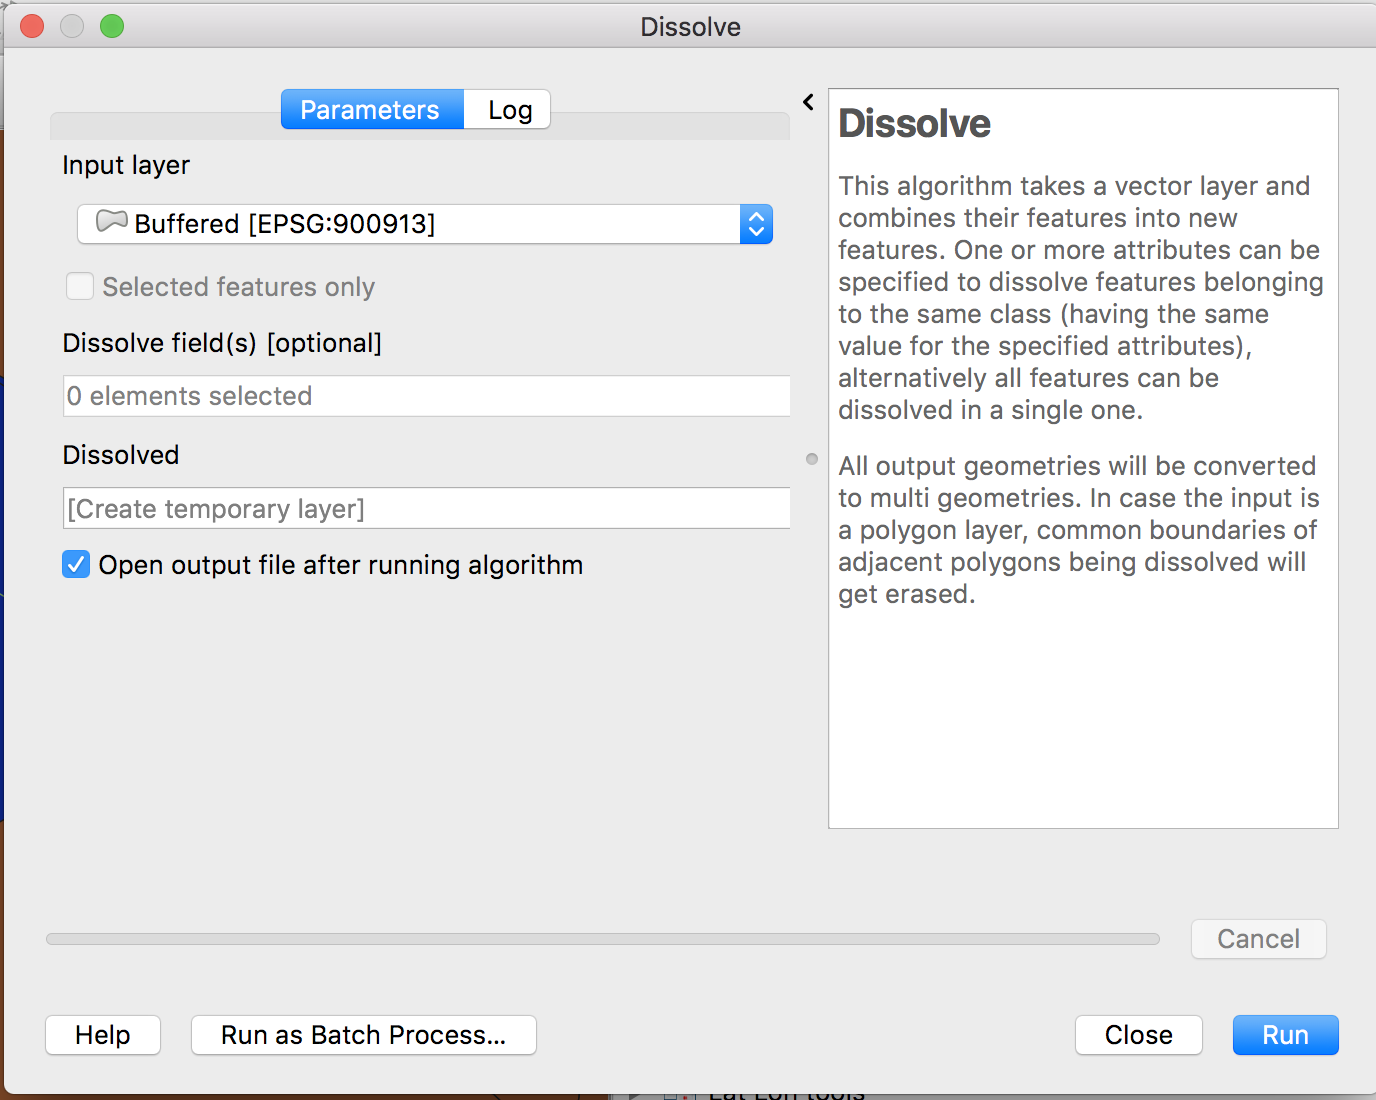 Dissolve
Parameters
Log
Input layer
Buffered [EPSG:900913]
Selected features only
Dissolve field(s) [optional]
0 elements selected
Dissolved
[Create temporary layer]
Open output file after running algorithm
Dissolve
This algorithm takes a vector layer and
combines their features into new
features. One or more attributes can be
specified to dissolve features belonging
to the same class (having the same
value for the specified attributes),
alternatively all features can be
dissolved in a single one.
All output geometries will be converted
to multi geometries. In case the input is
a polygon layer, common boundaries of
adjacent polygons being dissolved will
get erased.
Cancel
Help
Run as Batch Process...
Close
Run
Lat Lon tools